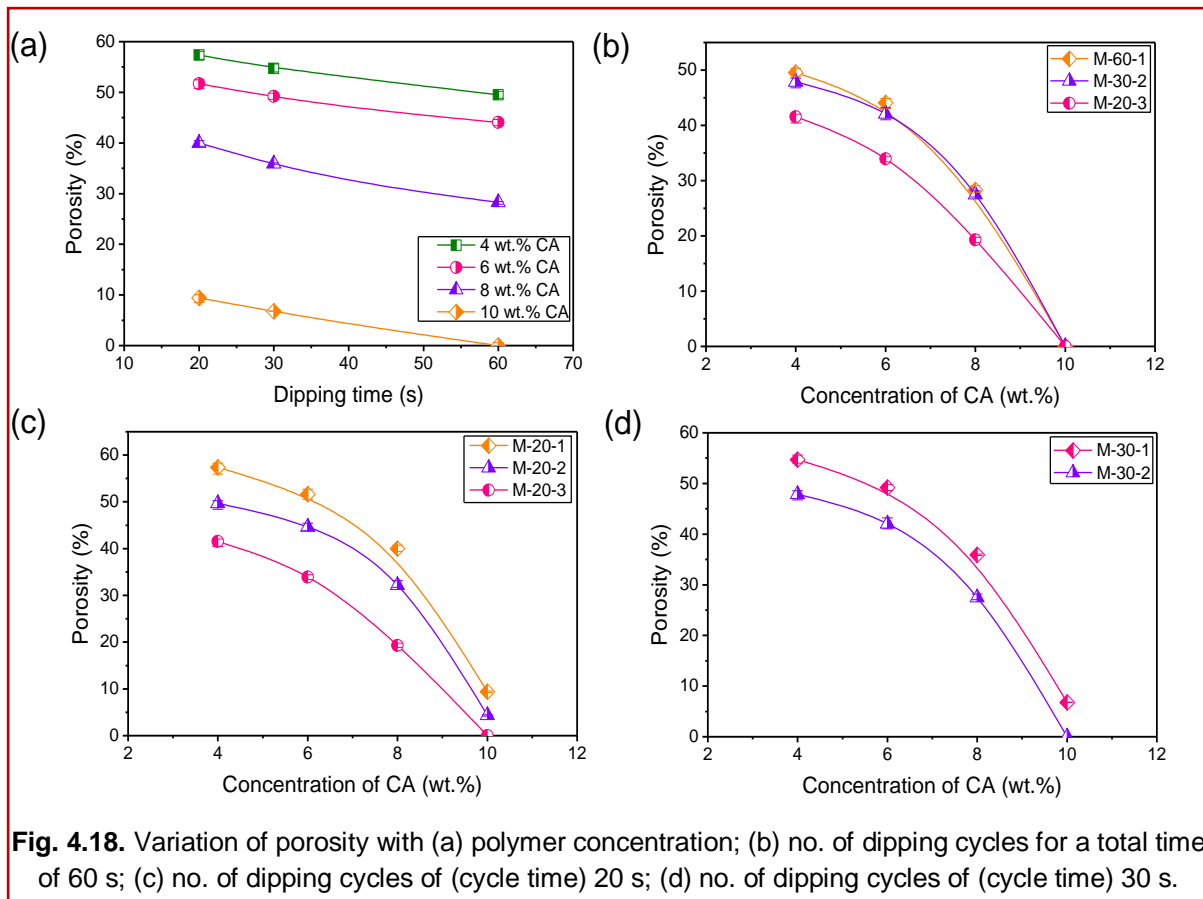 (a)
60
50
40
30
20
10
0
Porosity (%)
4 wt.% CA
6 wt.% CA
8 wt.% CA
10 wt.% CA
10 20 30 40 50 60 70
Dipping time (s)
(b)
50
40
30
20
10
0
Porosity (%)
M-60-1
M-30-2
M-20-3
2 4 6 8 10 12
Concentration of CA (wt.%)
(c)
60
50
40
30
20
10
0
Porosity (%)
M-20-1
M-20-2
M-20-3
2 4 6 8 10 12
Concentration of CA (wt.%)
(d)
60
50
40
30
20
10
0
Porosity (%)
M-30-1
M-30-2
2 4 6 8 10 12
Concentration of CA (wt.%)
Fig. 4.18. Variation of porosity with (a) polymer concentration; (b) no. of dipping cycles for a total time
of 60 s; (c) no. of dipping cycles of (cycle time) 20 s; (d) no. of dipping cycles of (cycle time) 30 s.